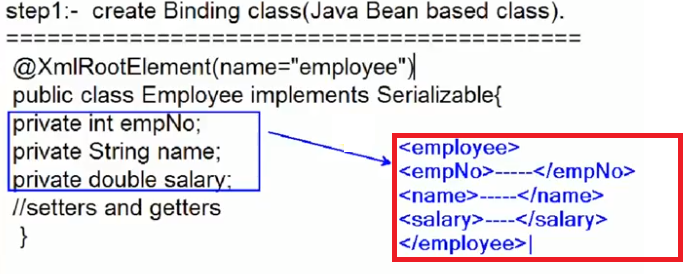 step1:- create Binding class(Java Bean based class).
==========================================
@XmlRootElement(name="employee")
public class Employee implements Serializable{
private int empNo;
private String name;
private double salary;
//setters and getters
}
<employee>
<empNo>-----</empNo>
<name>-----</name>
<salary>----</salary>
</employee>|